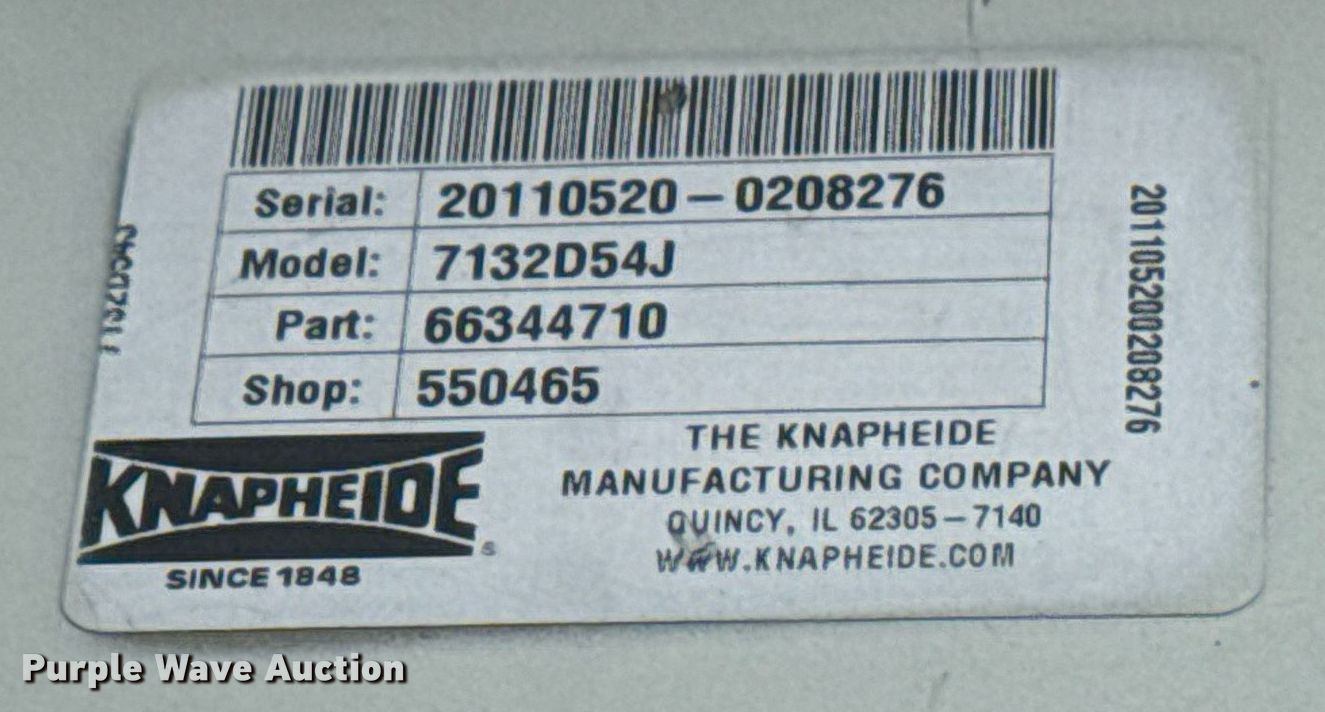 Serial: 20110520-0208276
Model: 7132D54J
Part: 66344710
Shop: 550465
201105200208276
7132D54J
KNAPHEIDE
SINCE 1848
THE KNAPHEIDE
MANUFACTURING COMPANY
QUINCY, IL 62305-7140
WWW.KNAPHEIDE.COM
Purple Wave Auction